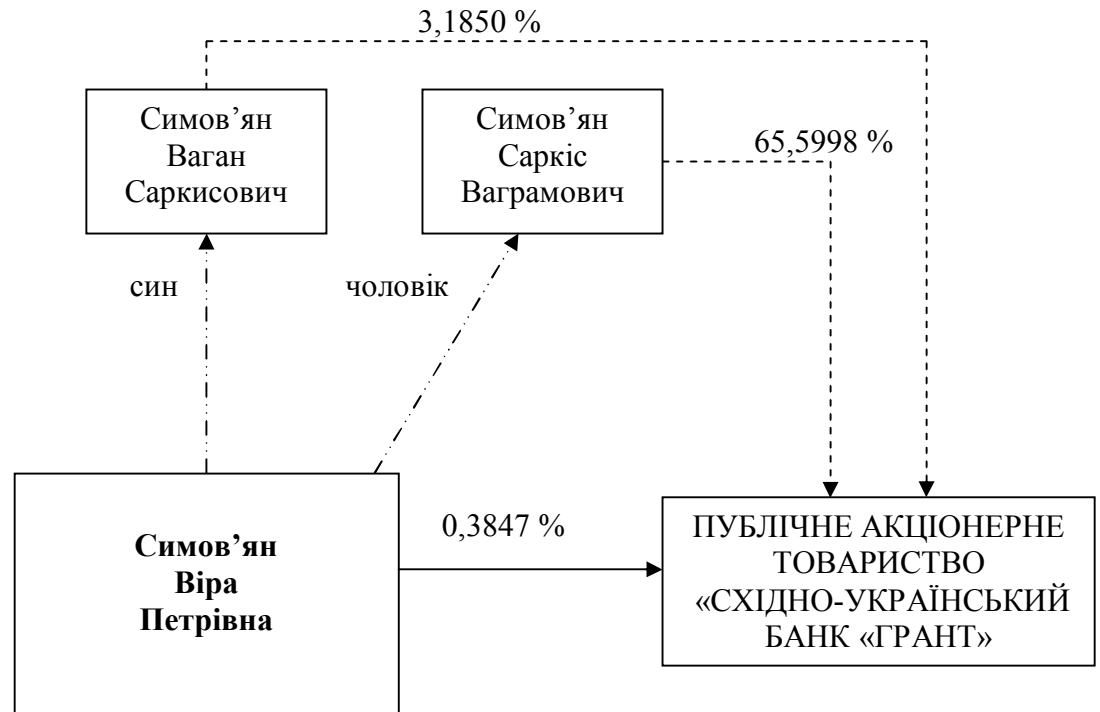 3,1850 %
Симов’ян
Ваган
Саркисович
Симов’ян
Саркіс
Ваграмович
65,5998 %
син
чоловік
Симов’ян
Віра
Петрівна
0,3847 %
ПУБЛІЧНЕ АКЦІОНЕРНЕ
ТОВАРИСТВО
«СХІДНО-УКРАЇНСЬКИЙ
БАНК «ГРАНТ»